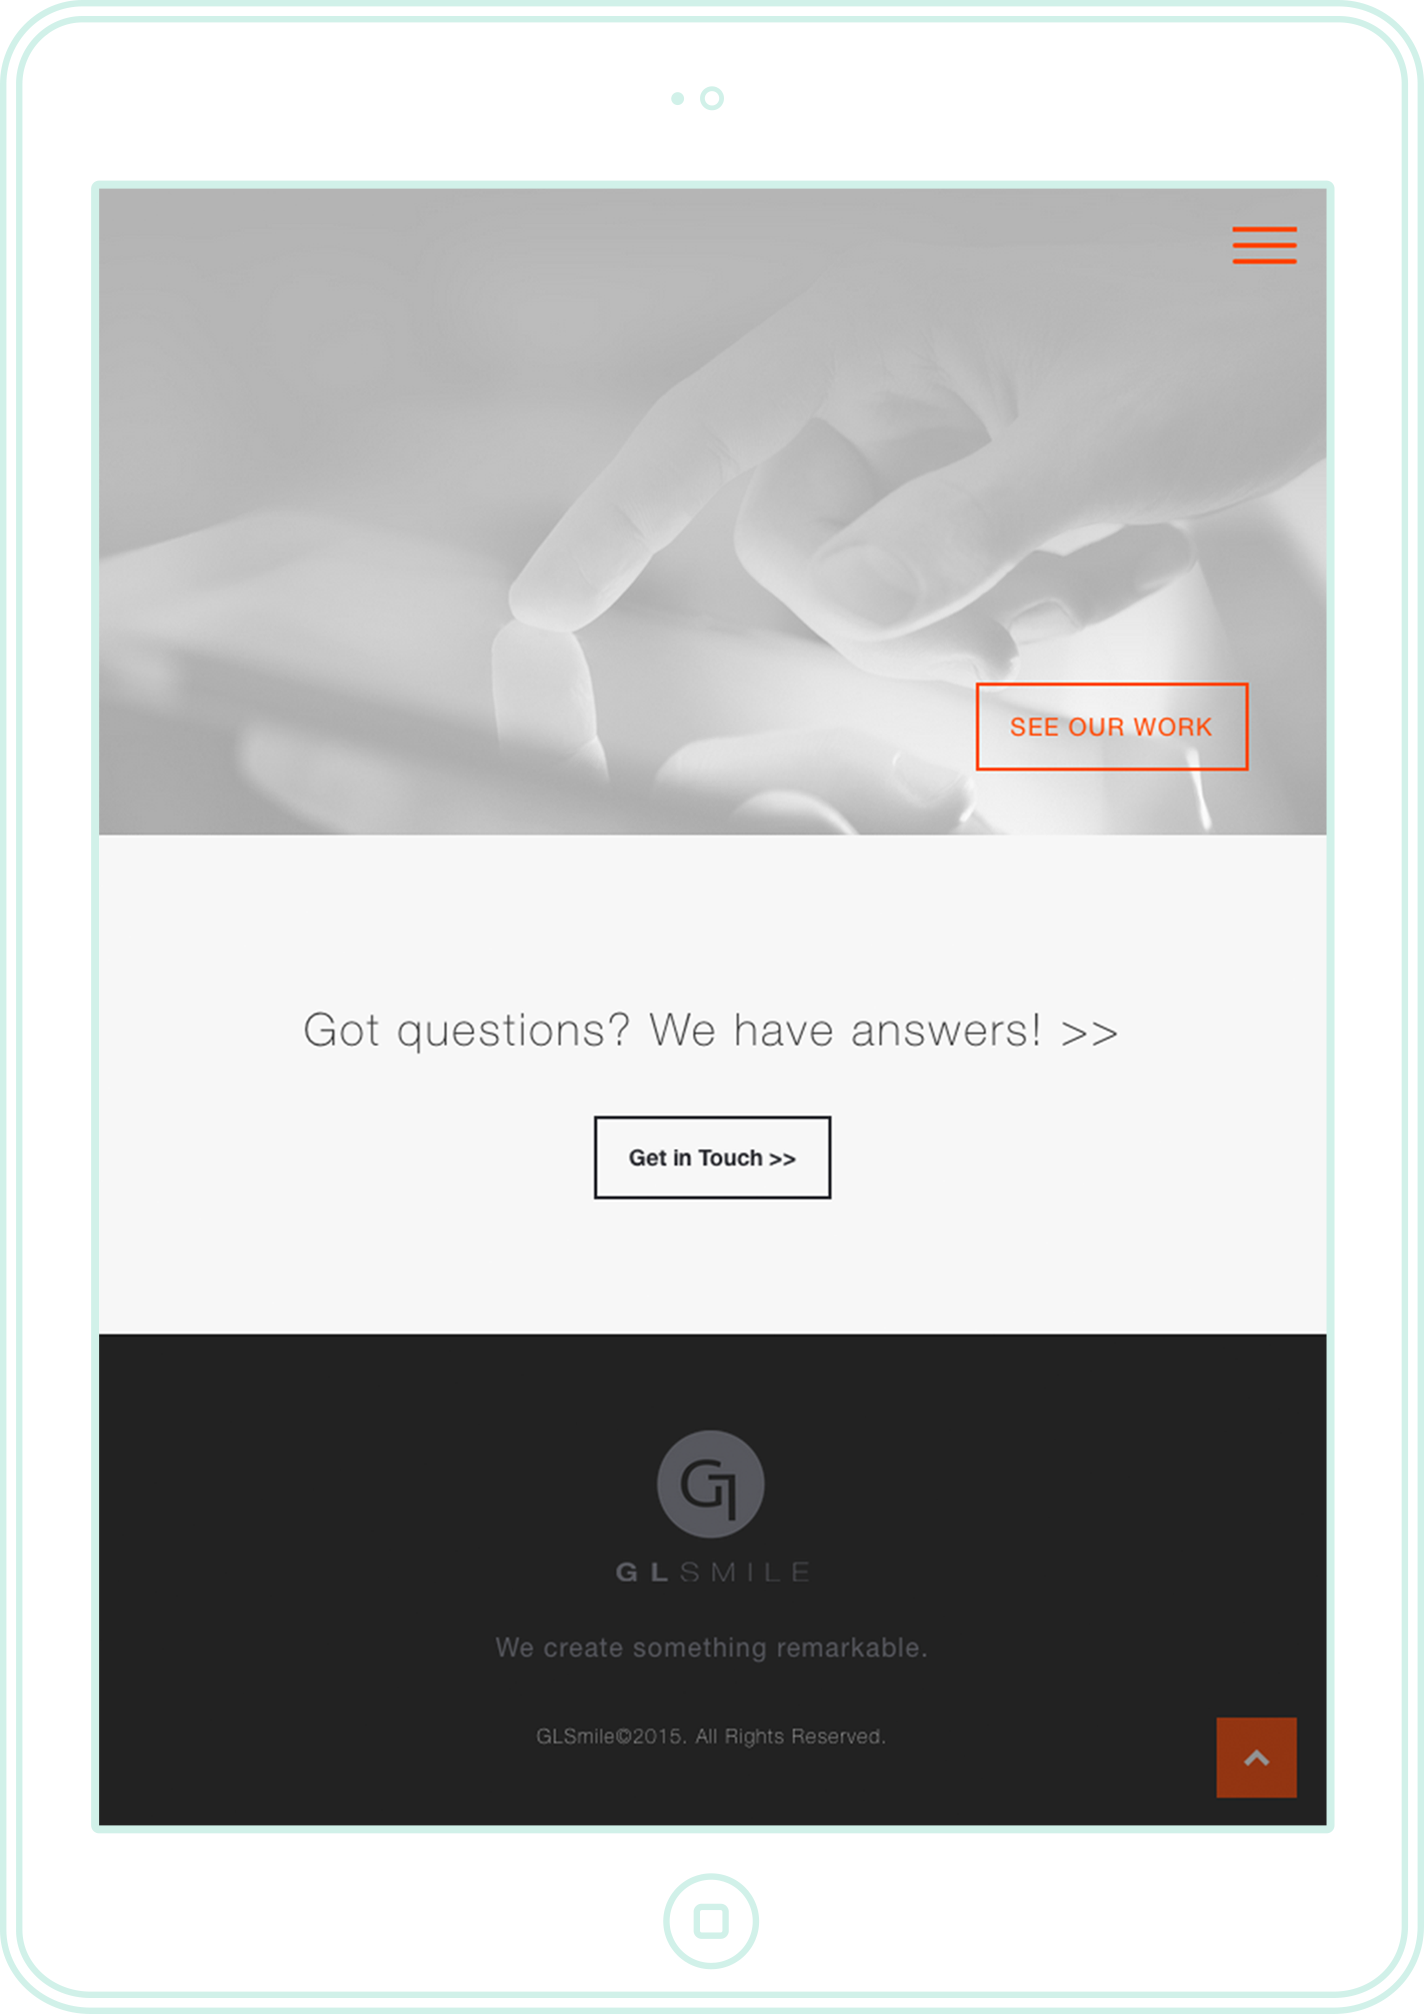 SEE OUR WORK
Got questions? We have answers! >>
Get in Touch >>
GL
GLSMILE
We create something remarkable.
GLSmile©2015. All Rights Reserved.